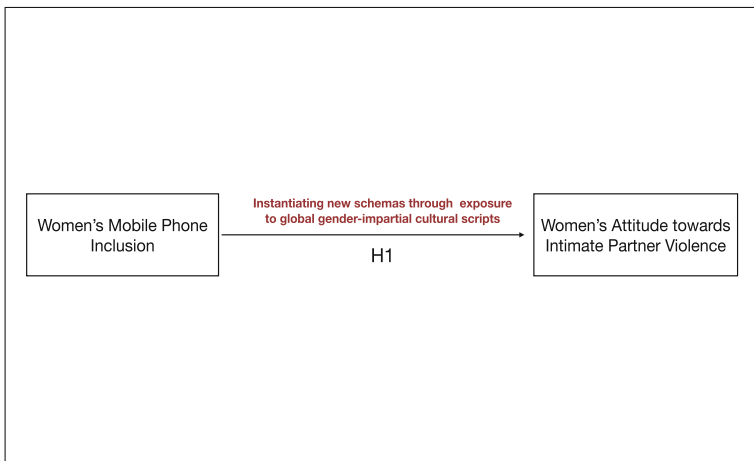 Instantiating new schemas through exposure
to global gender-impartial cultural scripts
Women's Mobile Phone
Inclusion
H1
Women's Attitude towards
Intimate Partner Violence